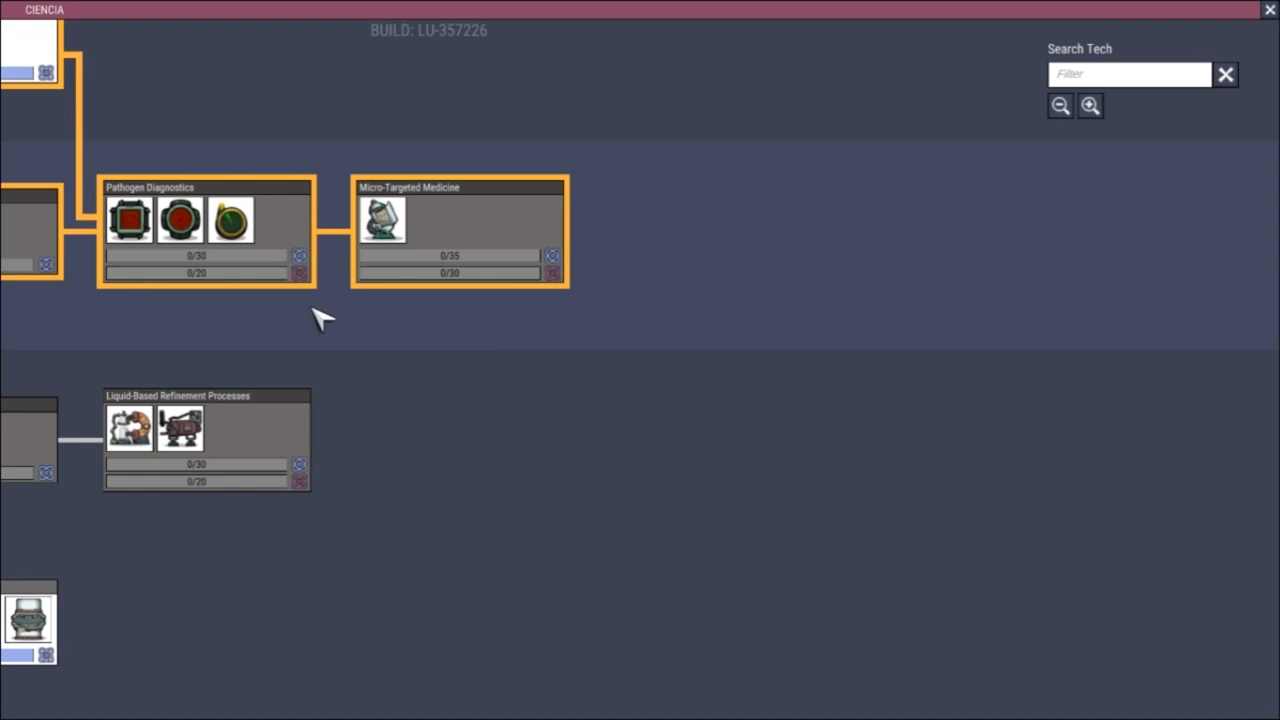 CIENCIA
BUILD: LU-357226
Search Tech
Filter
Pathogen Diagnostics
0/30
0/20
Micro-Targeted Medicine
0/35
0/30
Liquid-Based Refinement Processes
0/30
0/20